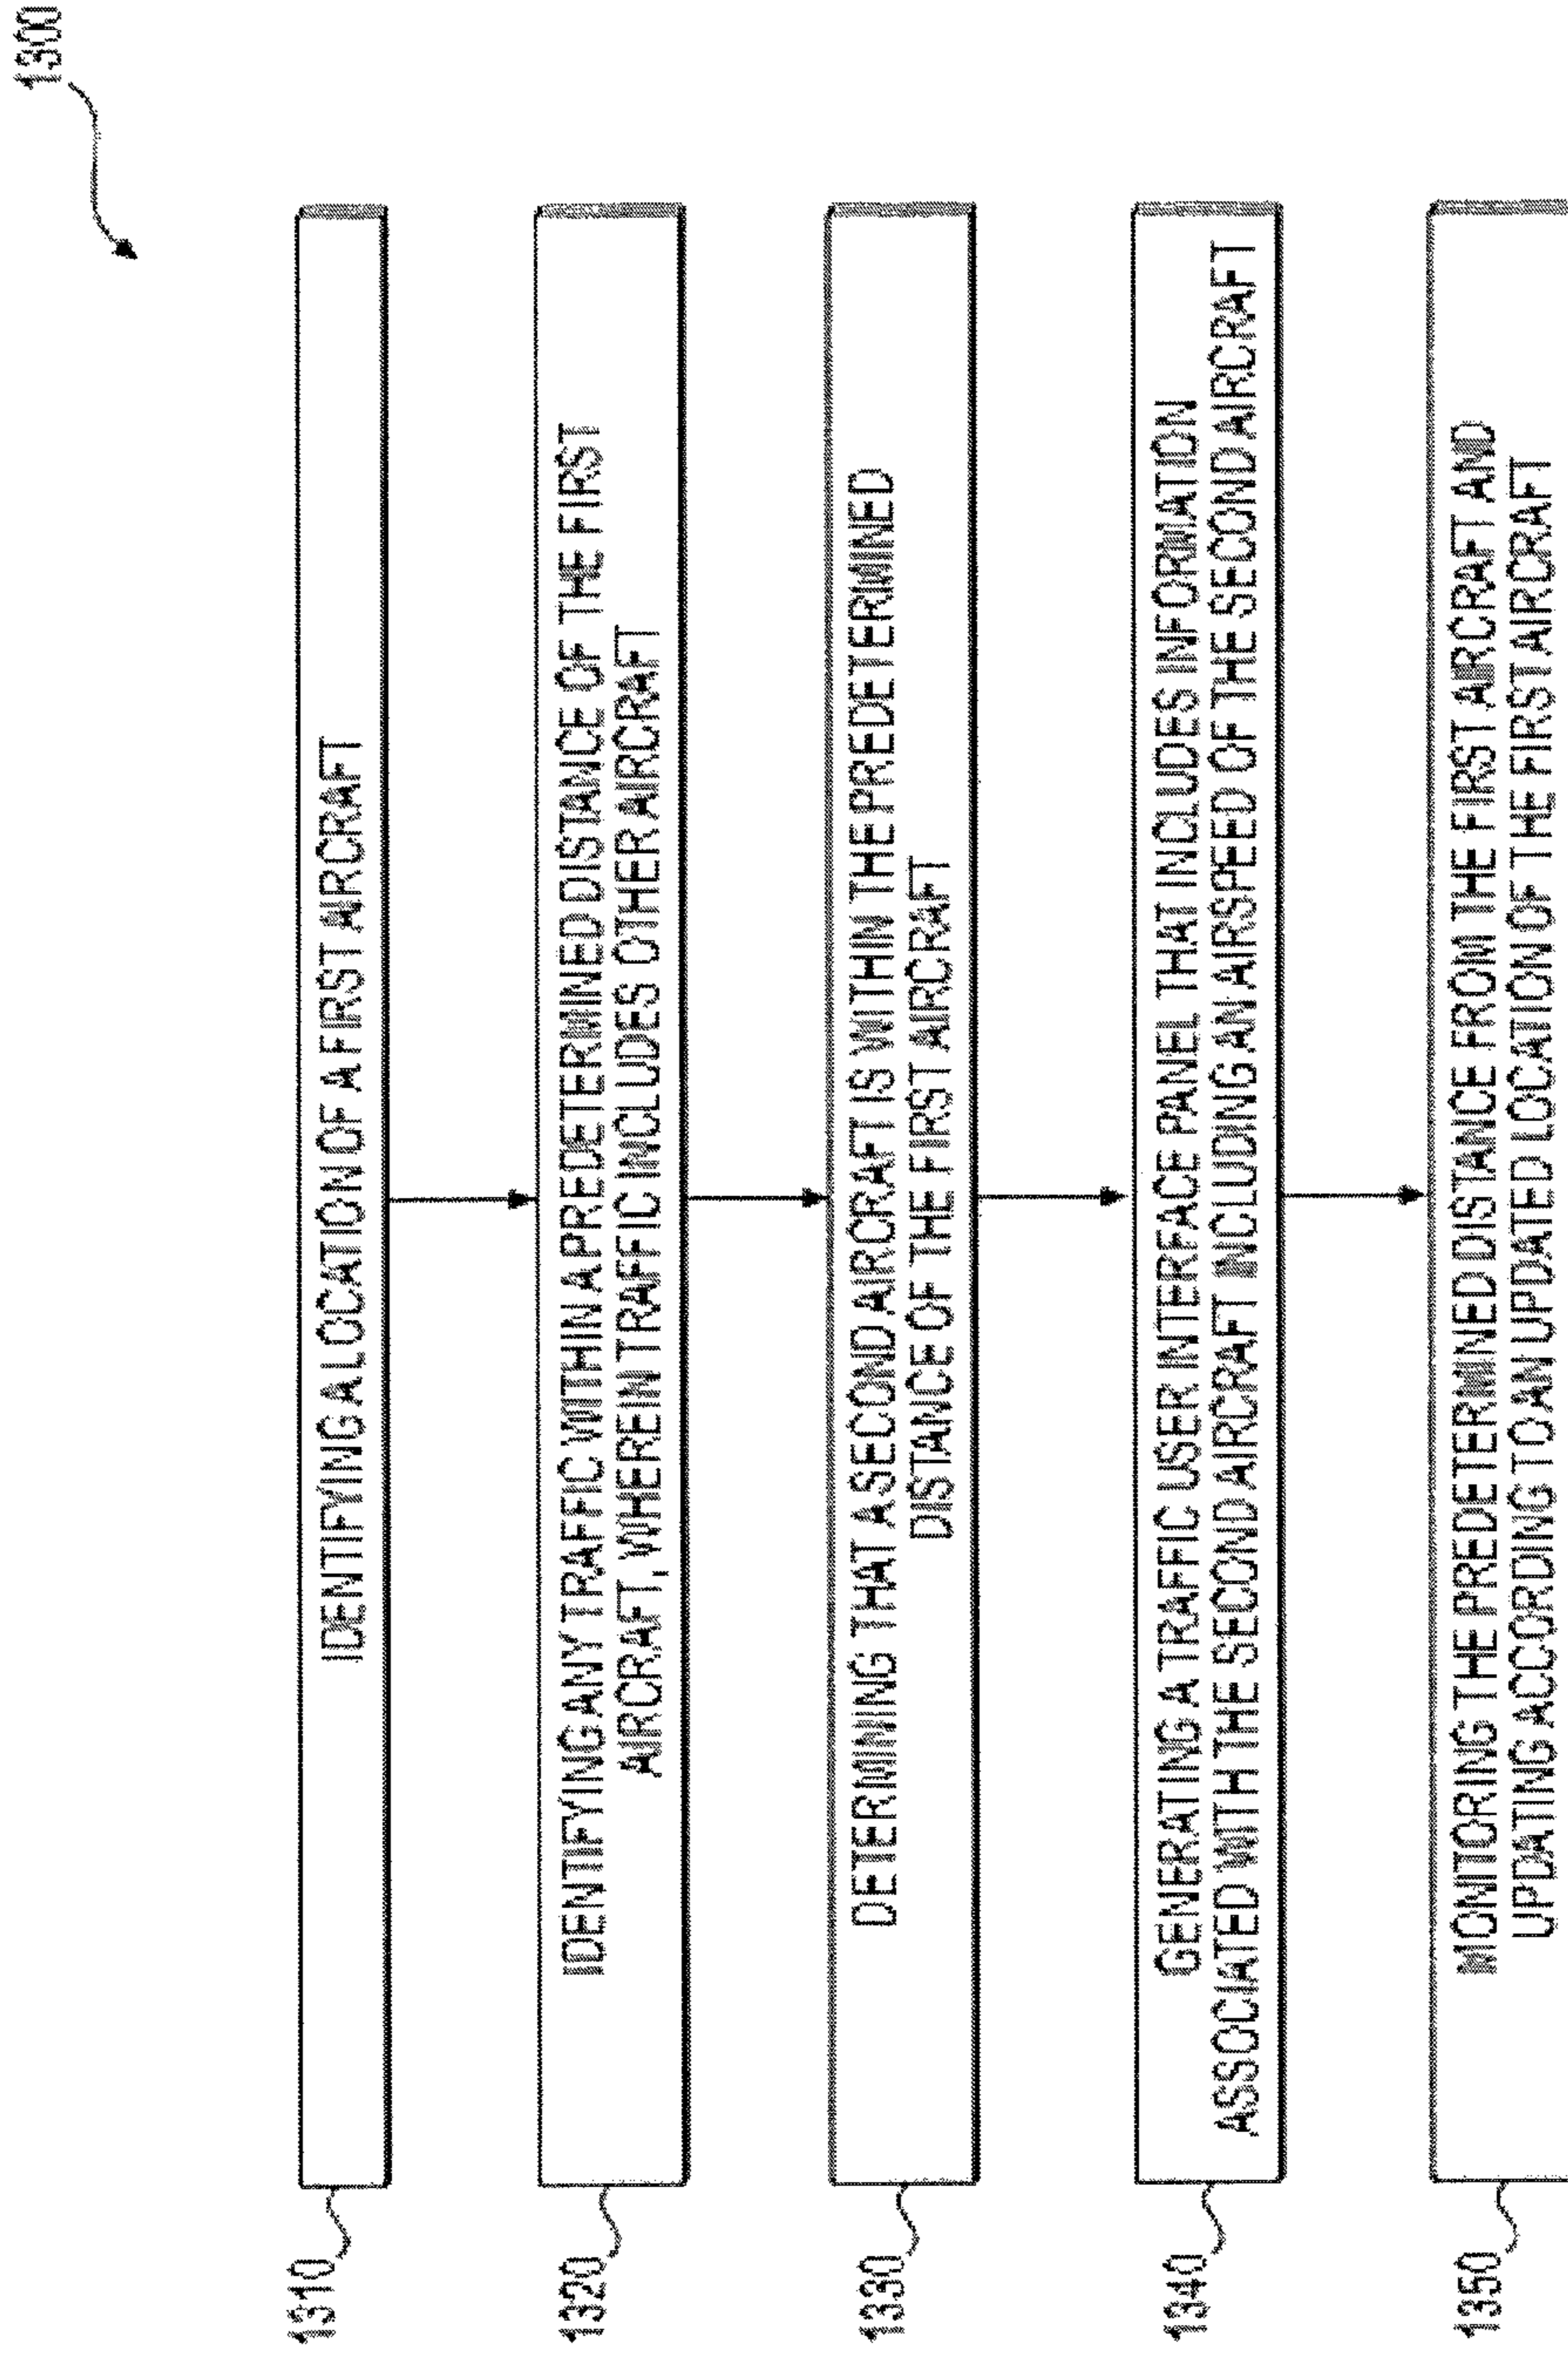 1300
1310
IDENTIFYING A LOCATION OF A FIRST AIRCRAFT
1320
IDENTIFYING ANY TRAFFIC WITHIN A PREDETERMINED DISTANCE OF THE FIRST
AIRCRAFT, WHEREIN TRAFFIC INCLUDES OTHER AIRCRAFT
1330
DETERMINING THAT A SECOND AIRCRAFT IS WITHIN THE PREDETERMINED
DISTANCE OF THE FIRST AIRCRAFT
1340
GENERATING A TRAFFIC USER INTERFACE PANEL THAT INCLUDES INFORMATION
ASSOCIATED WITH THE SECOND AIRCRAFT INCLUDING AN AIRSPEED OF THE SECOND AIRCRAFT
1350
MONITORING THE PREDETERMINED DISTANCE FROM THE FIRST AIRCRAFT AND
UPDATING ACCORDING TO AN UPDATED LOCATION OF THE FIRST AIRCRAFT